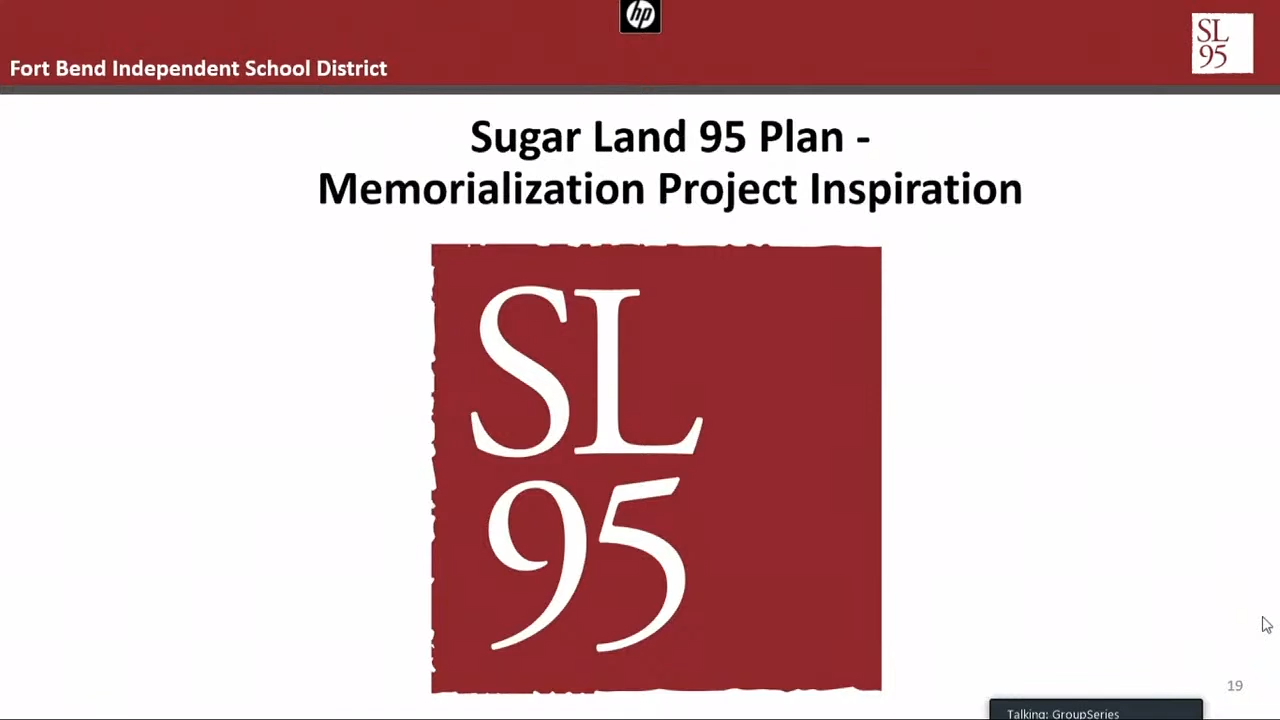 hp
Fort Bend Independent School District
SL
95
Sugar Land 95 Plan -
Memorialization Project Inspiration
SL
95
19
Talking: GroupSeries